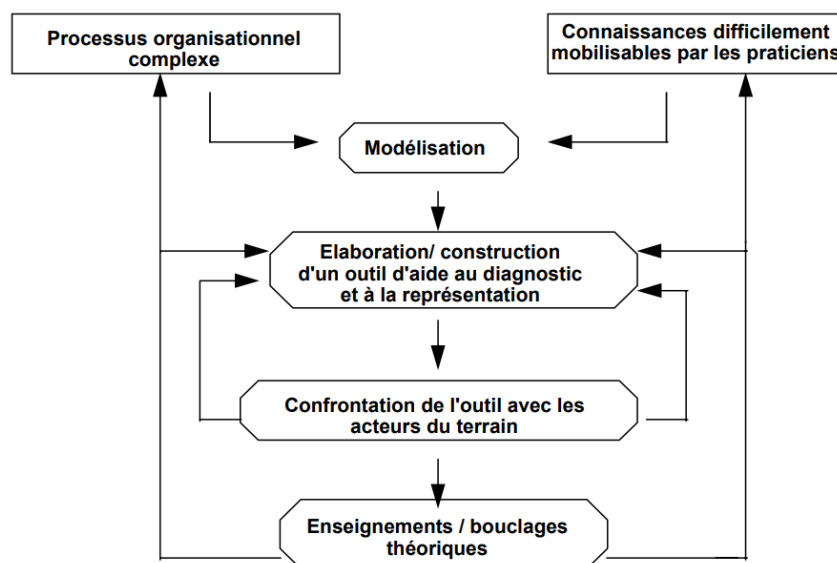 Processus organisationnel
complexe
Connaissances difficilement
mobilisables par les praticiens
Modélisation
Elaboration/ construction
d'un outil d'aide au diagnostic
et à la représentation
Confrontation de l'outil avec les
acteurs du terrain
Enseignements / bouclages
théoriques